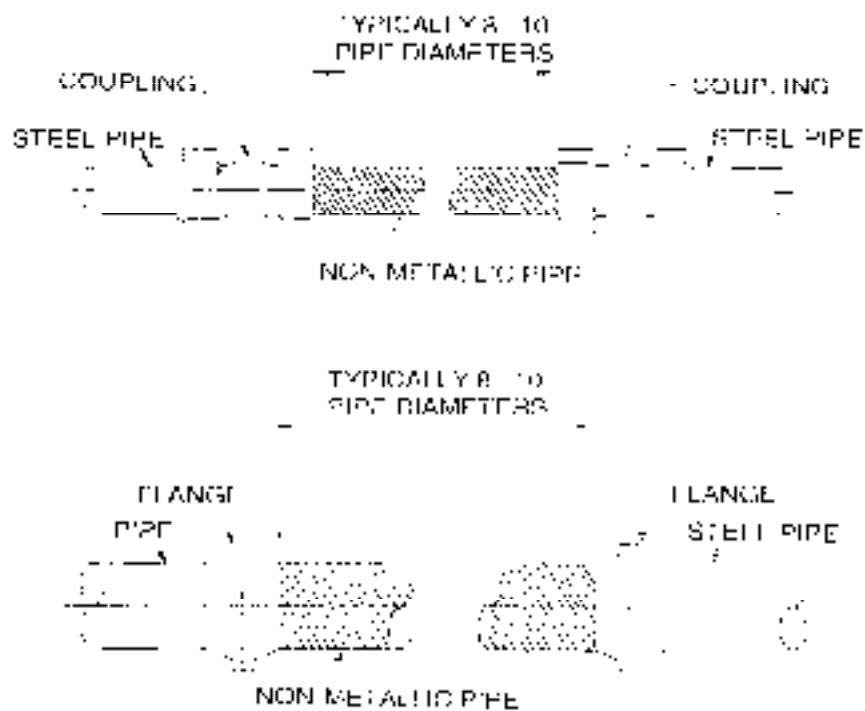 TYPICALLY 8 10
PIPE DIAMETERS
COUPLING
COUPLING
STEEL PIPE
STEEL PIPE
NON METALLIC PIPE
TYPICALLY 8 10
PIPE DIAMETERS
FLANGE
FLANGE
PIPE
STEEL PIPE
NON METALLIC PIPE